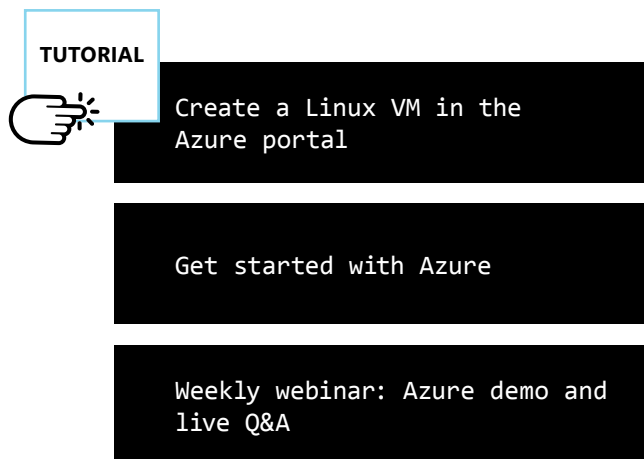 TUTORIAL
Create a Linux VM in the
Azure portal
Get started with Azure
Weekly webinar: Azure demo and
live Q&A